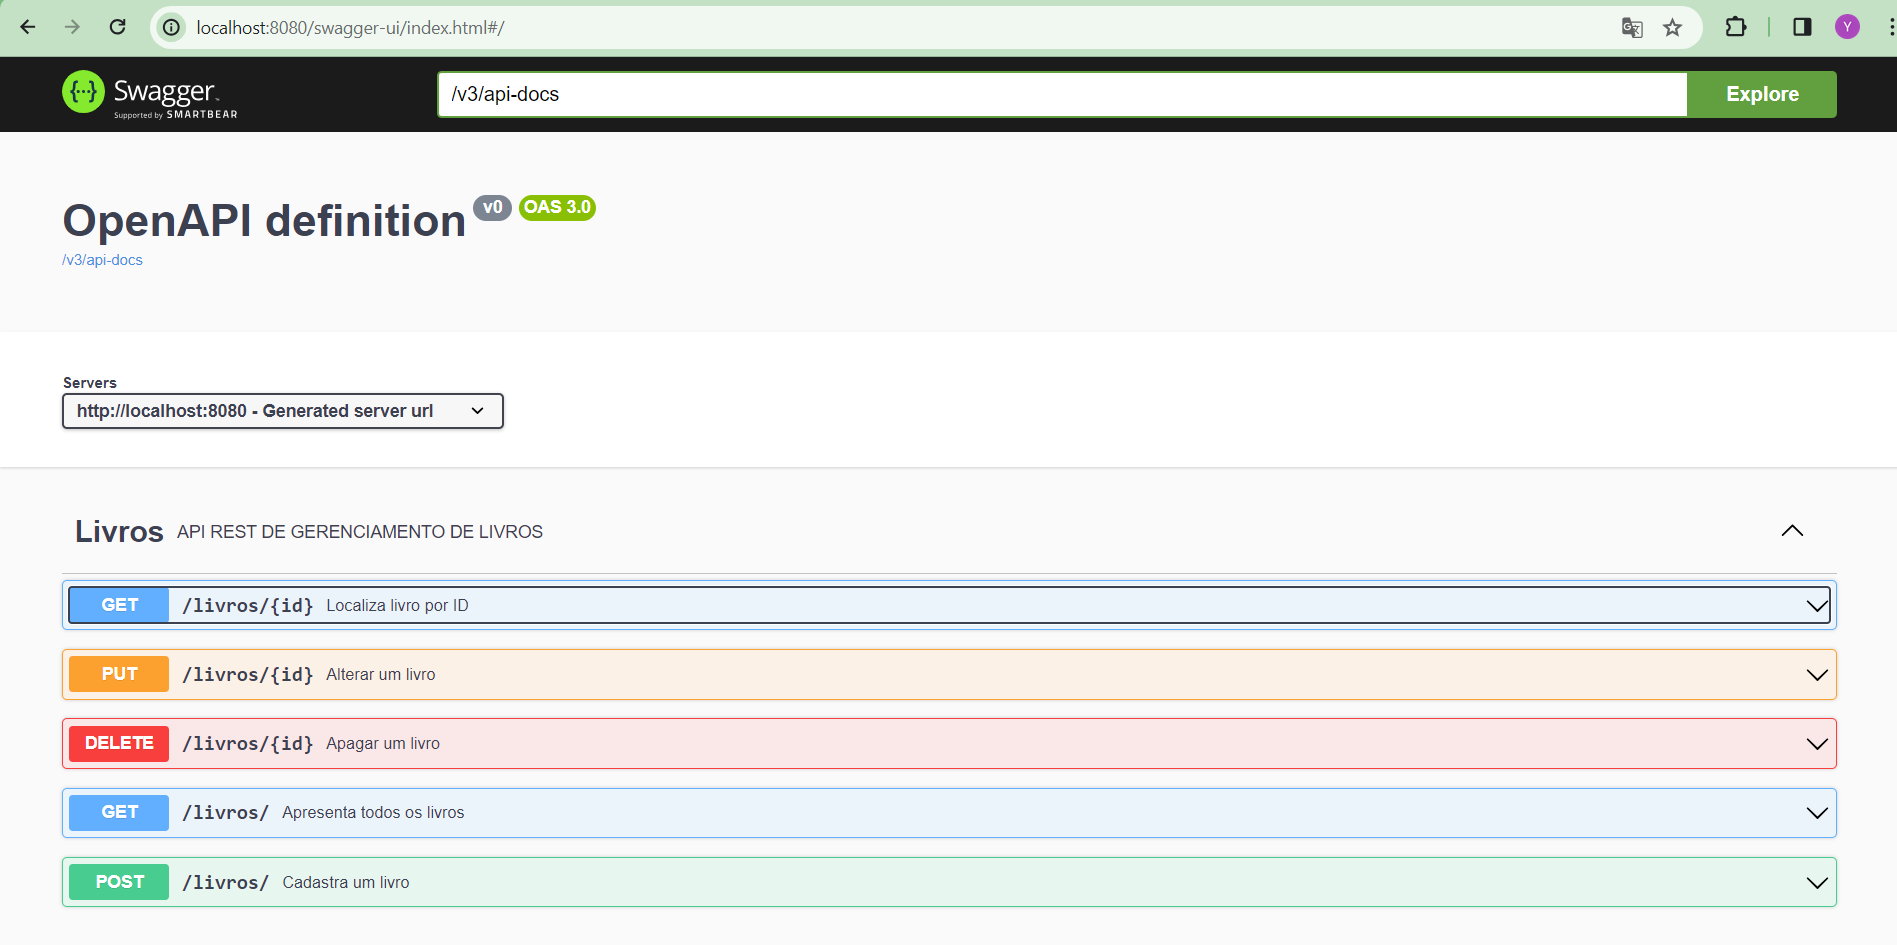 localhost:8080/swagger-ui/index.html#/
Y
Swagger
Supported by SMARTBEAR
/v3/api-docs
Explore
OpenAPI definition v0 OAS 3.0
/v3/api-docs
Servers
http://localhost:8080 - Generated server url
Livros API REST DE GERENCIAMENTO DE LIVROS
GET /livros/{id} Localiza livro por ID
PUT /livros/{id} Alterar um livro
DELETE /livros/{id} Apagar um livro
GET /livros/ Apresenta todos os livros
POST /livros/ Cadastra um livro